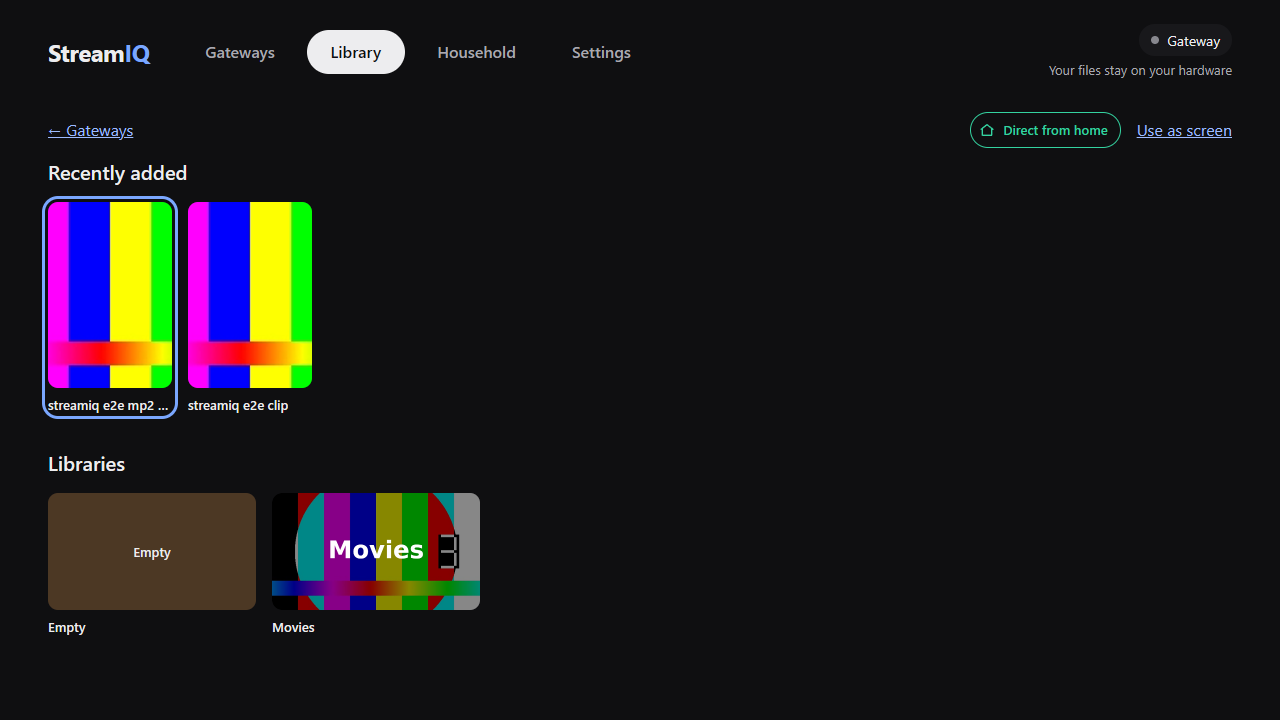 StreamIQ
Gateways
Library
Household
Settings
Gateway
Your files stay on your hardware
← Gateways
Direct from home
Use as screen
Recently added
streamiq e2e mp2 ...
streamiq e2e clip
Libraries
Empty
Movies
Empty
Movies